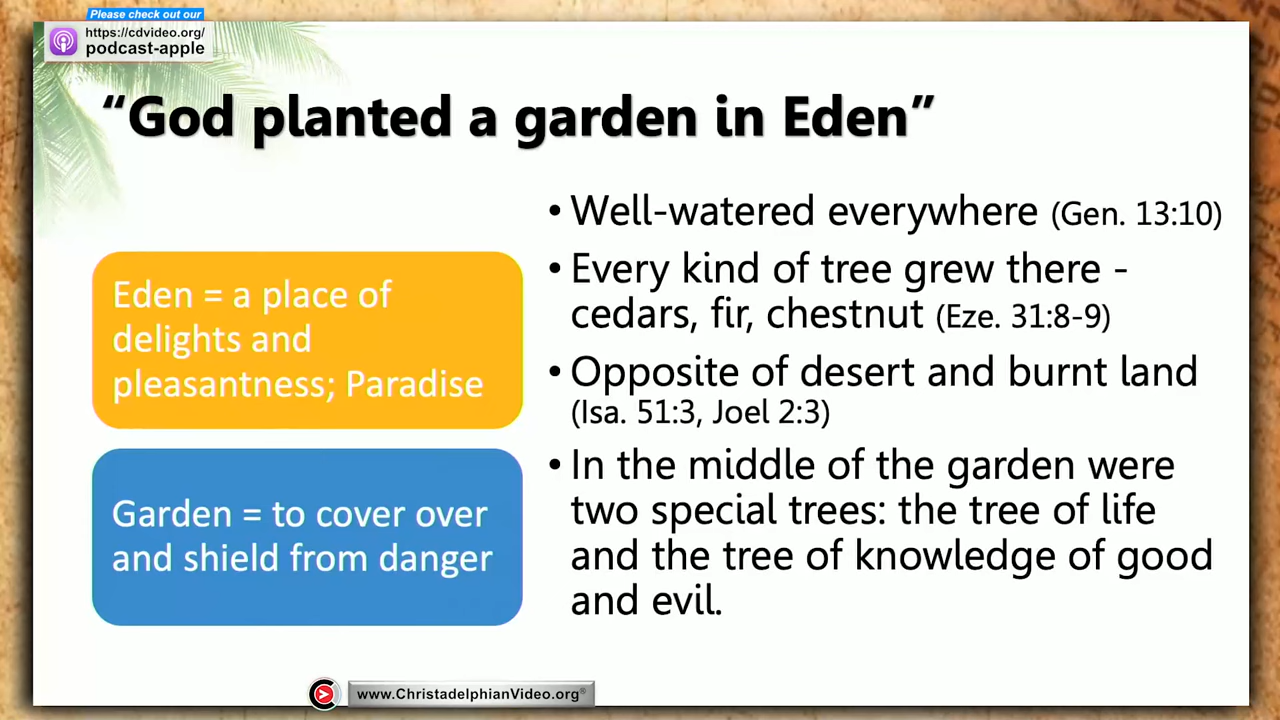 Please check out our
https://cdvideo.org/
podcast-apple
“God planted a garden in Eden”
Eden = a place of
delights and
pleasantness; Paradise
Garden = to cover over
and shield from danger
• Well-watered everywhere (Gen. 13:10)
• Every kind of tree grew there -
cedars, fir, chestnut (Eze. 31:8-9)
• Opposite of desert and burnt land
(Isa. 51:3, Joel 2:3)
• In the middle of the garden were
two special trees: the tree of life
and the tree of knowledge of good
and evil.
www.ChristadelphianVideo.org®